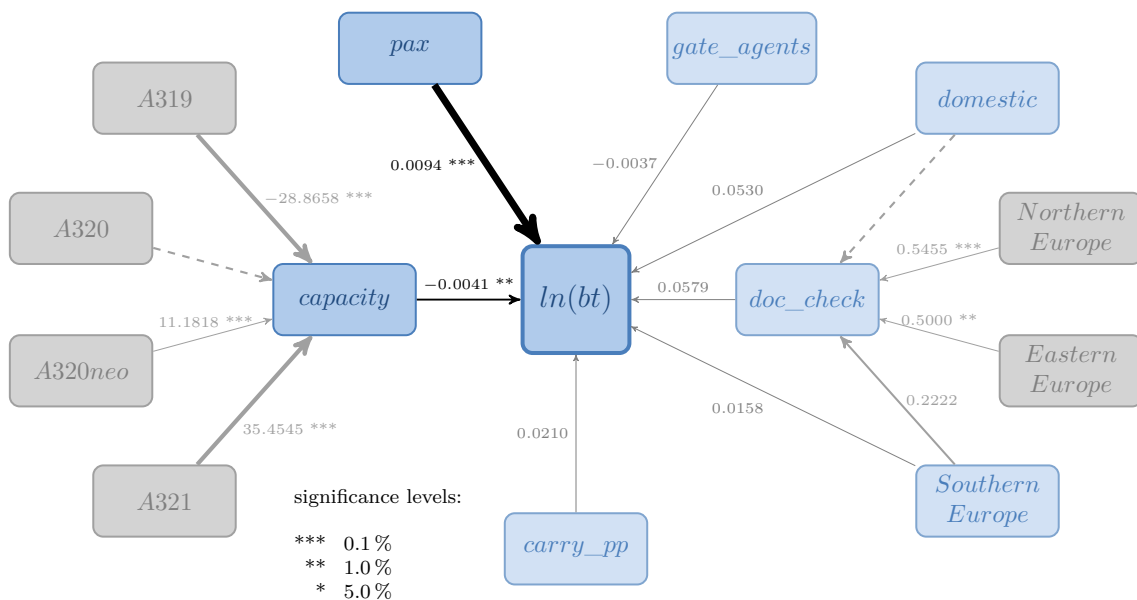 pax
gate_agents
A319
domestic
0.0094 ***
−0.0037
−28.8658 ***
0.0530
A320
Northern
Europe
0.5455 ***
capacity
−0.0041 **
ln(bt)
0.0579
doc_check
11.1818 ***
0.5000 **
A320neo
Eastern
Europe
35.4545 ***
0.0210
0.0158
0.2222
A321
significance levels:
Southern
Europe
*** 0.1 %
** 1.0 %
* 5.0 %
carry_pp